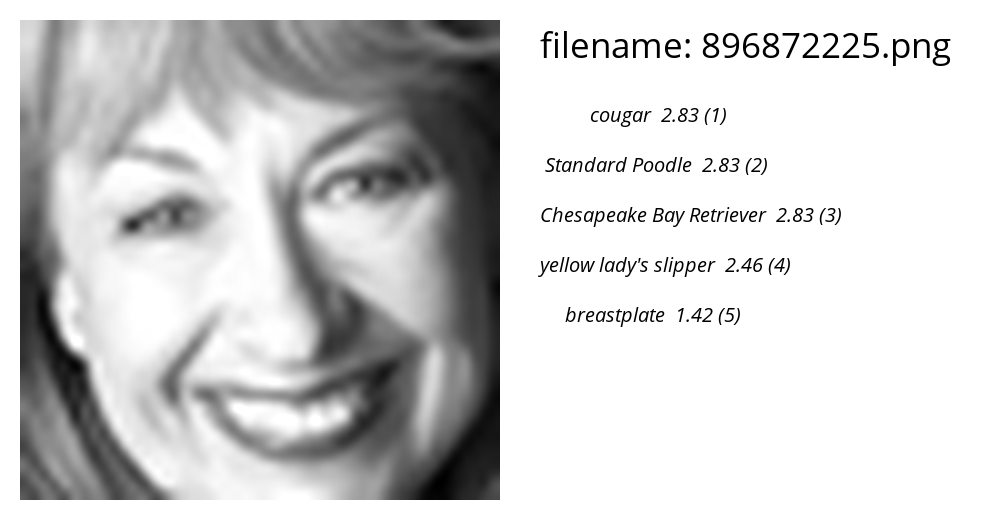 filename: 896872225.png
cougar 2.83 (1)
Standard Poodle 2.83 (2)
Chesapeake Bay Retriever 2.83 (3)
yellow lady's slipper 2.46 (4)
breastplate 1.42 (5)